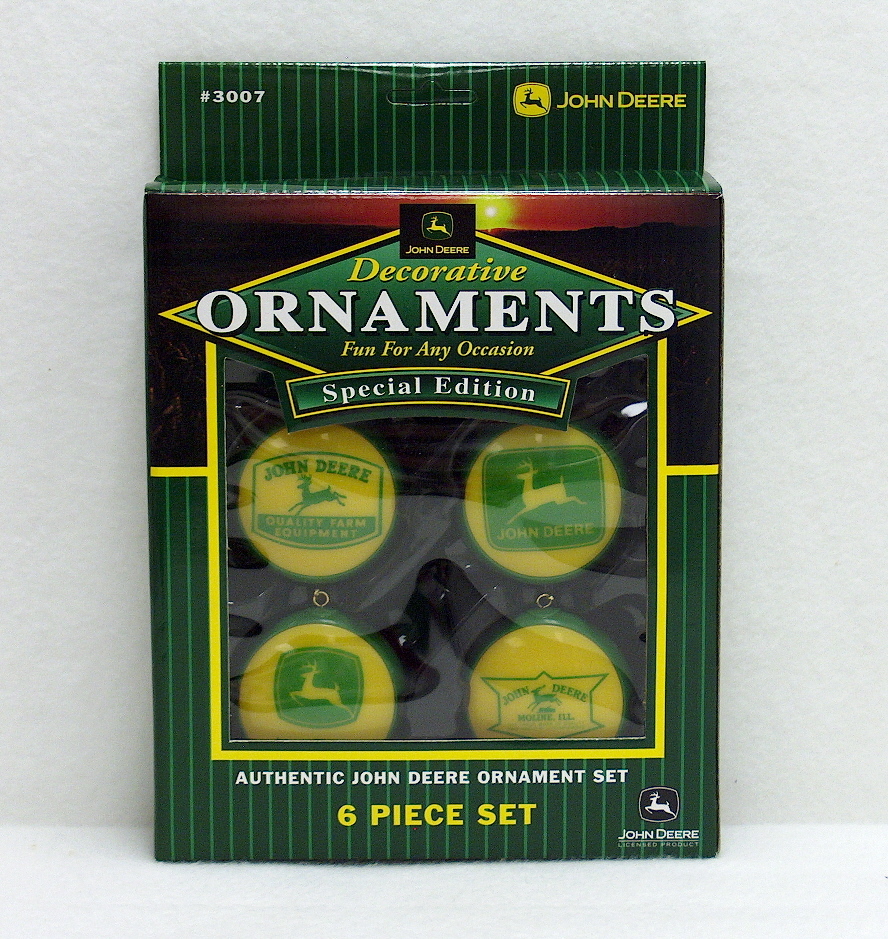 #3007
JOHN DEERE
JOHN DEERE
Decorative
ORNAMENTS
Fun For Any Occasion
Special Edition
JOHN DEERE
QUALITY FARM
EQUIPMENT
JOHN DEERE
JOHN DEERE
MOLINE, ILL.
AUTHENTIC JOHN DEERE ORNAMENT SET
6 PIECE SET
JOHN DEERE
LICENSED PRODUCT